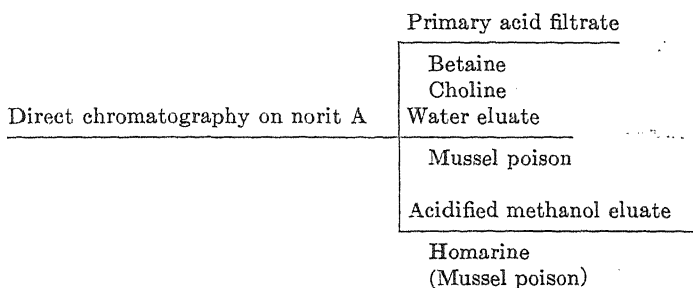 Primary acid filtrate
Betaine
Choline
Direct chromatography on norit A
Water eluate
Mussel poison
Acidified methanol eluate
Homarine
(Mussel poison)